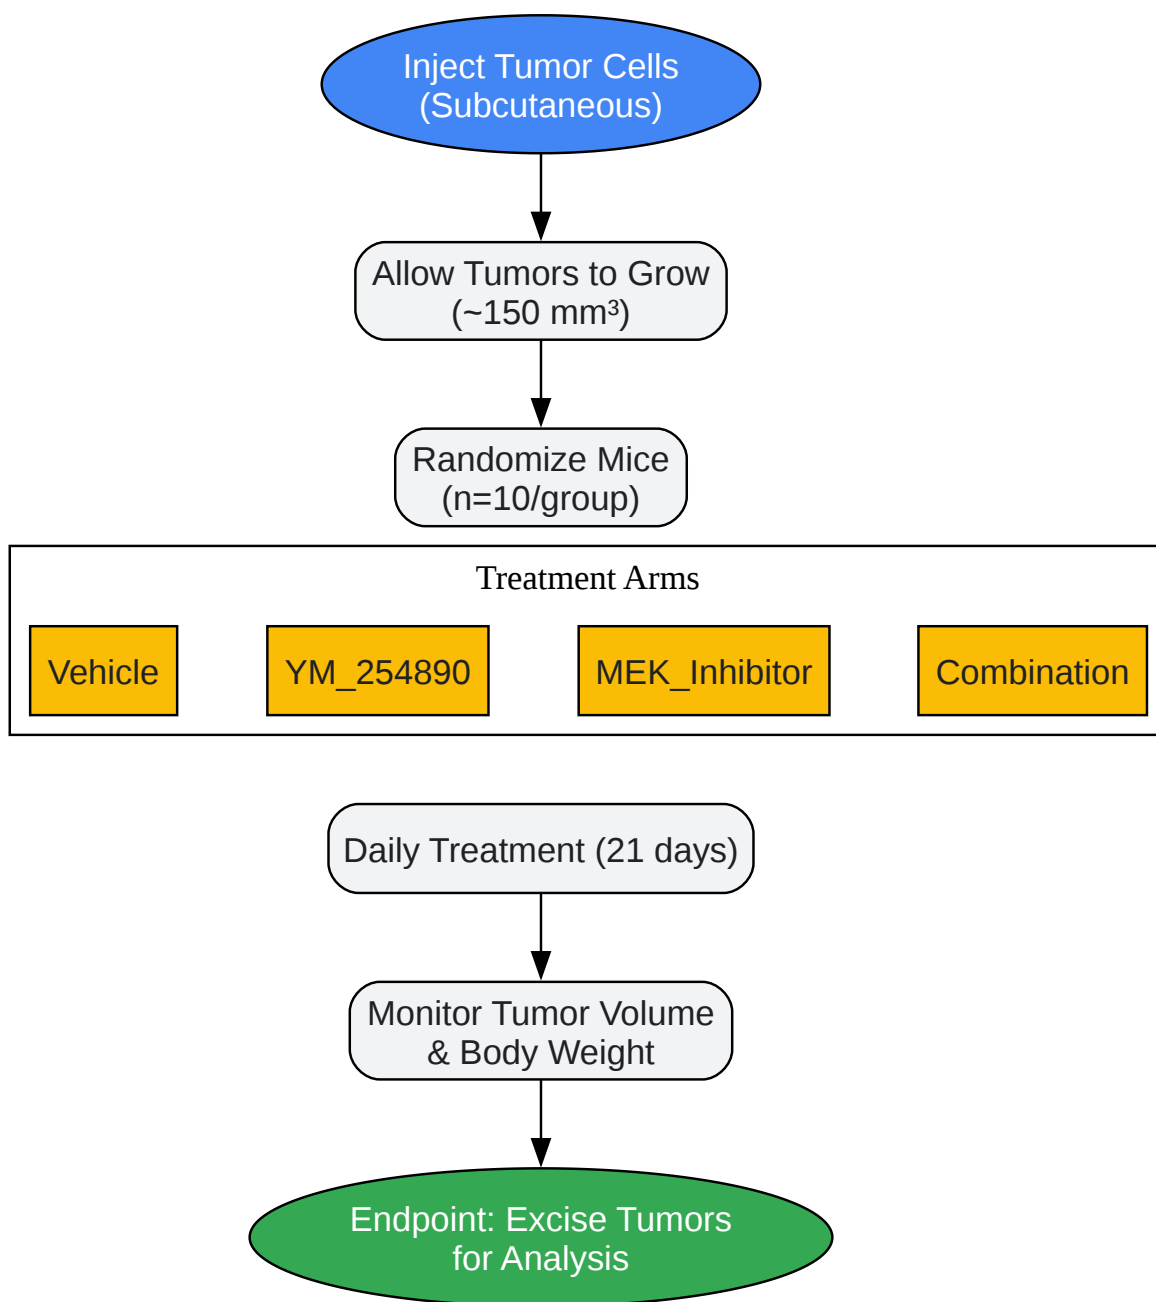 Inject Tumor Cells
(Subcutaneous)
Allow Tumors to Grow
(~150 mm³)
Randomize Mice
(n=10/group)
Treatment Arms
Vehicle
YM_254890
MEK_Inhibitor
Combination
Daily Treatment (21 days)
Monitor Tumor Volume
& Body Weight
Endpoint: Excise Tumors
for Analysis